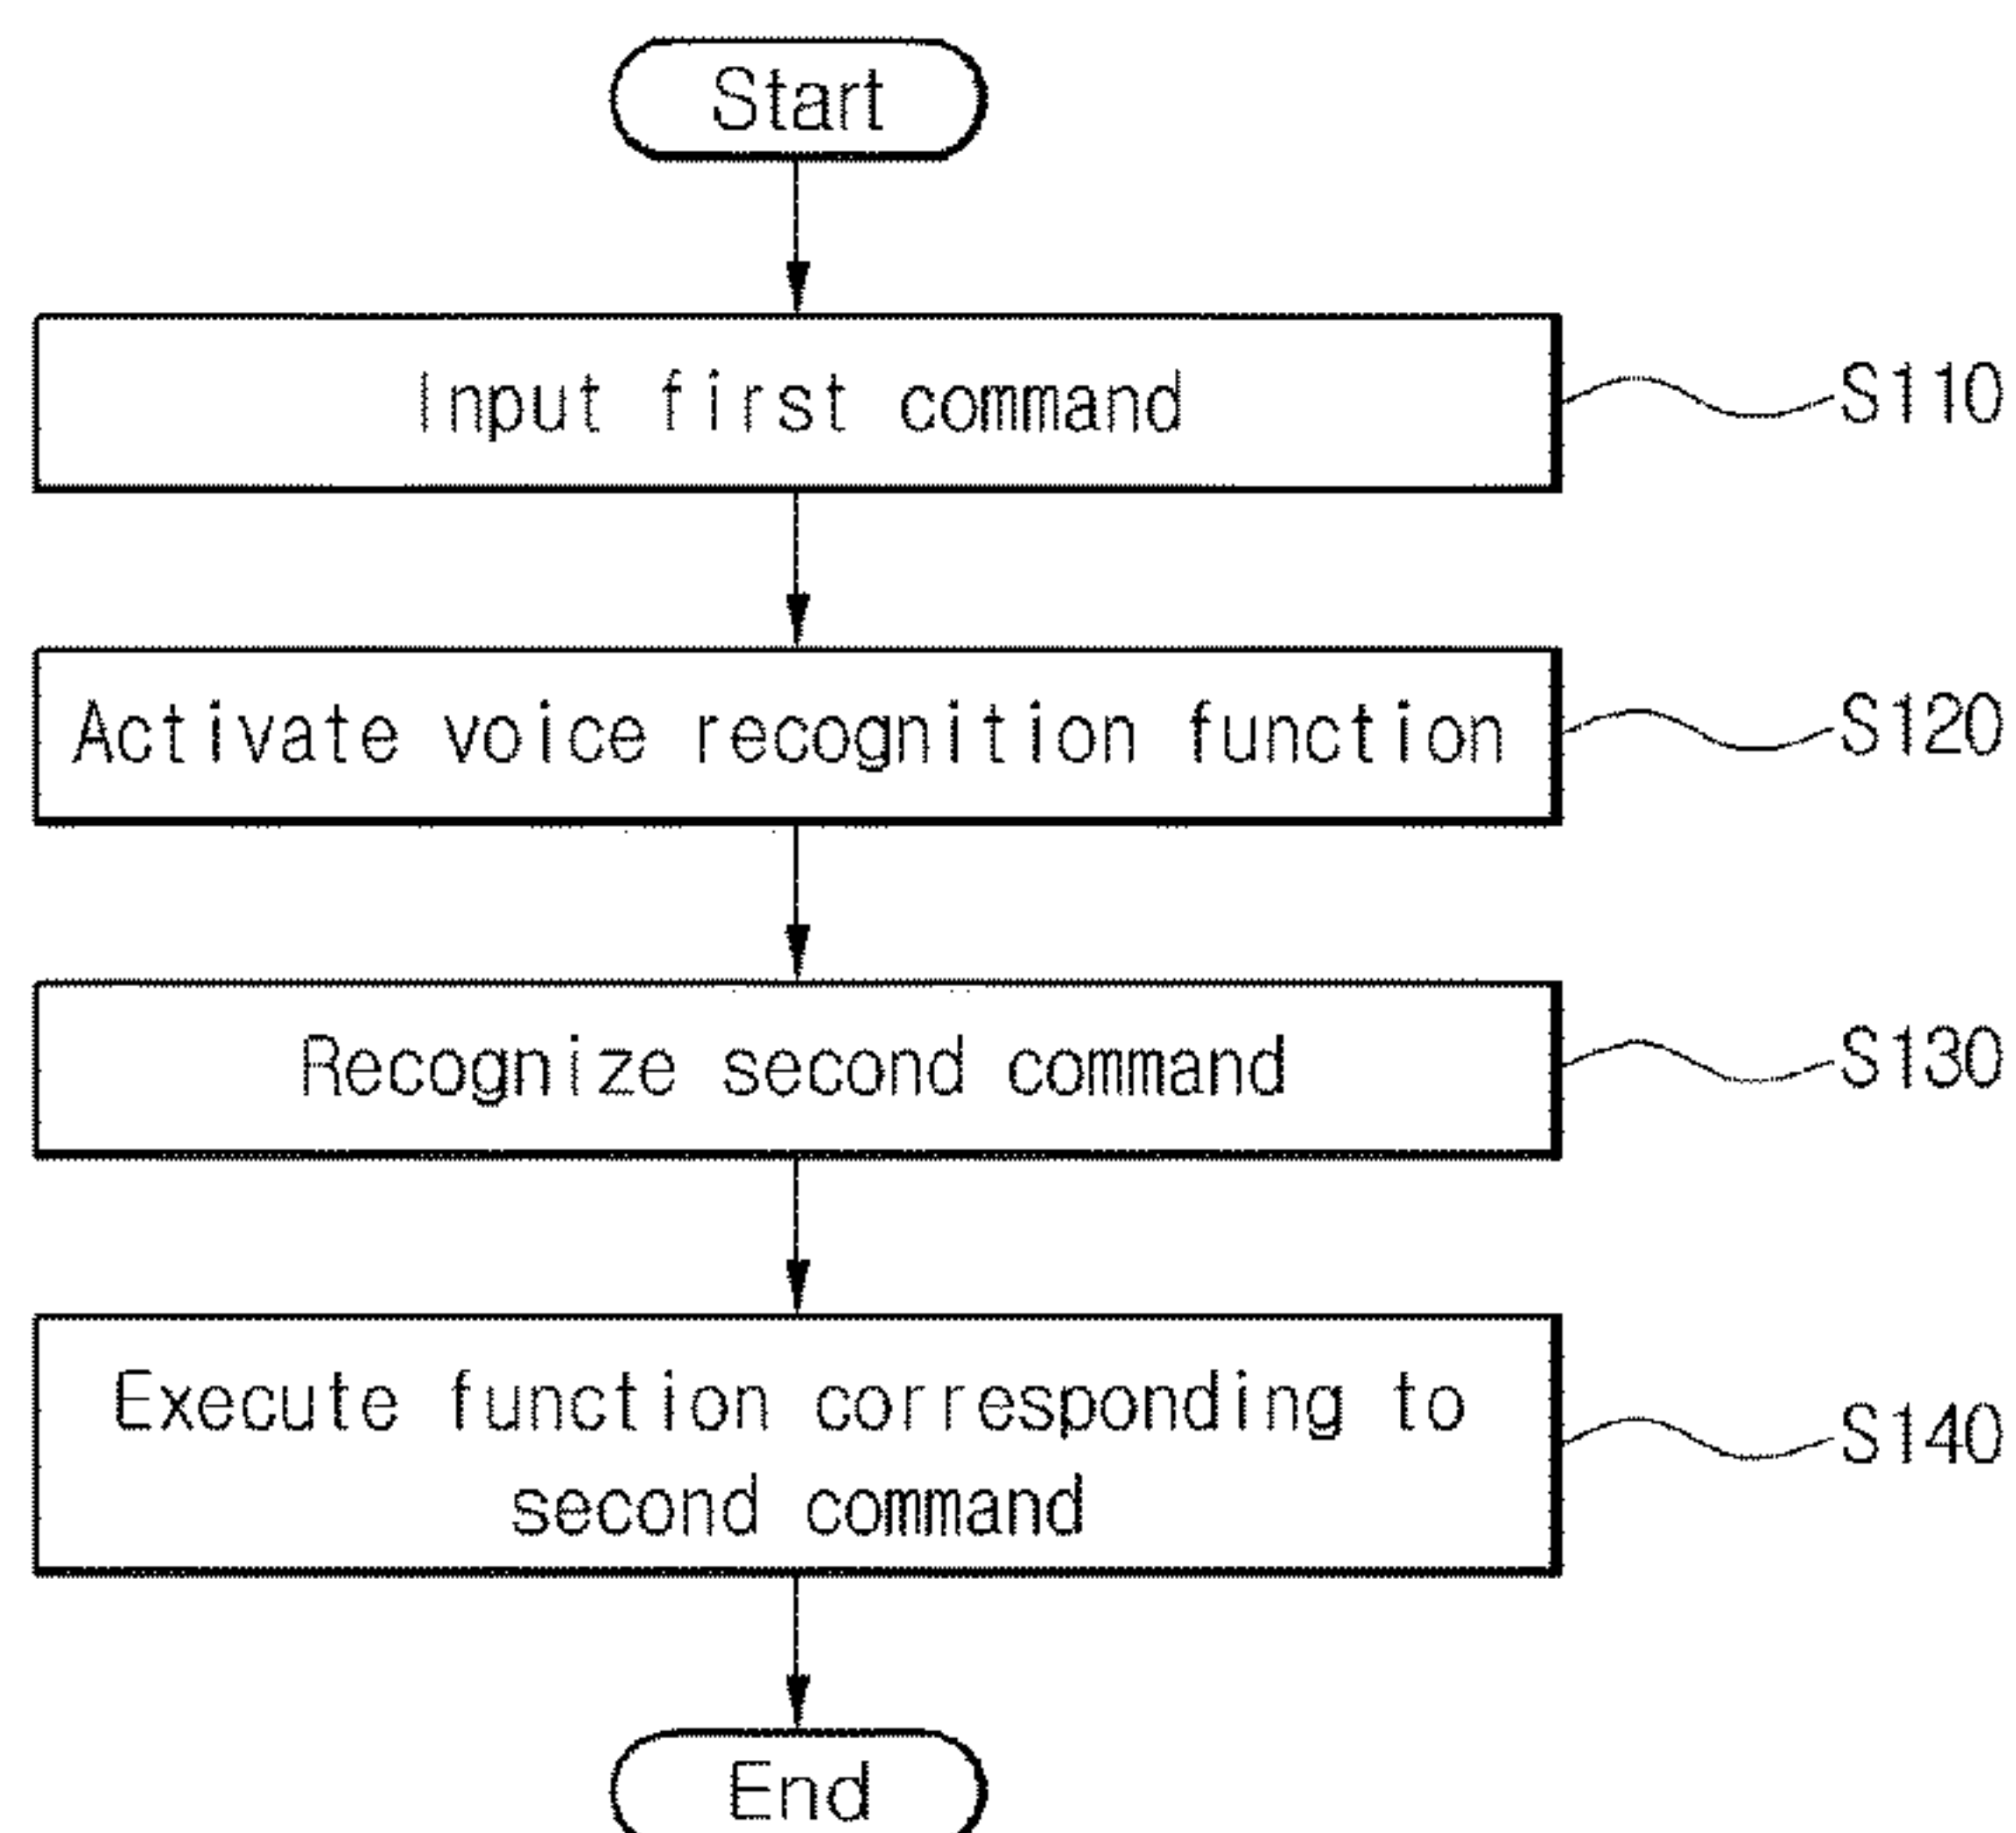 Start
Input first command
S110
Activate voice recognition function
S120
Recognize second command
S130
Execute function corresponding to
second command
S140
End